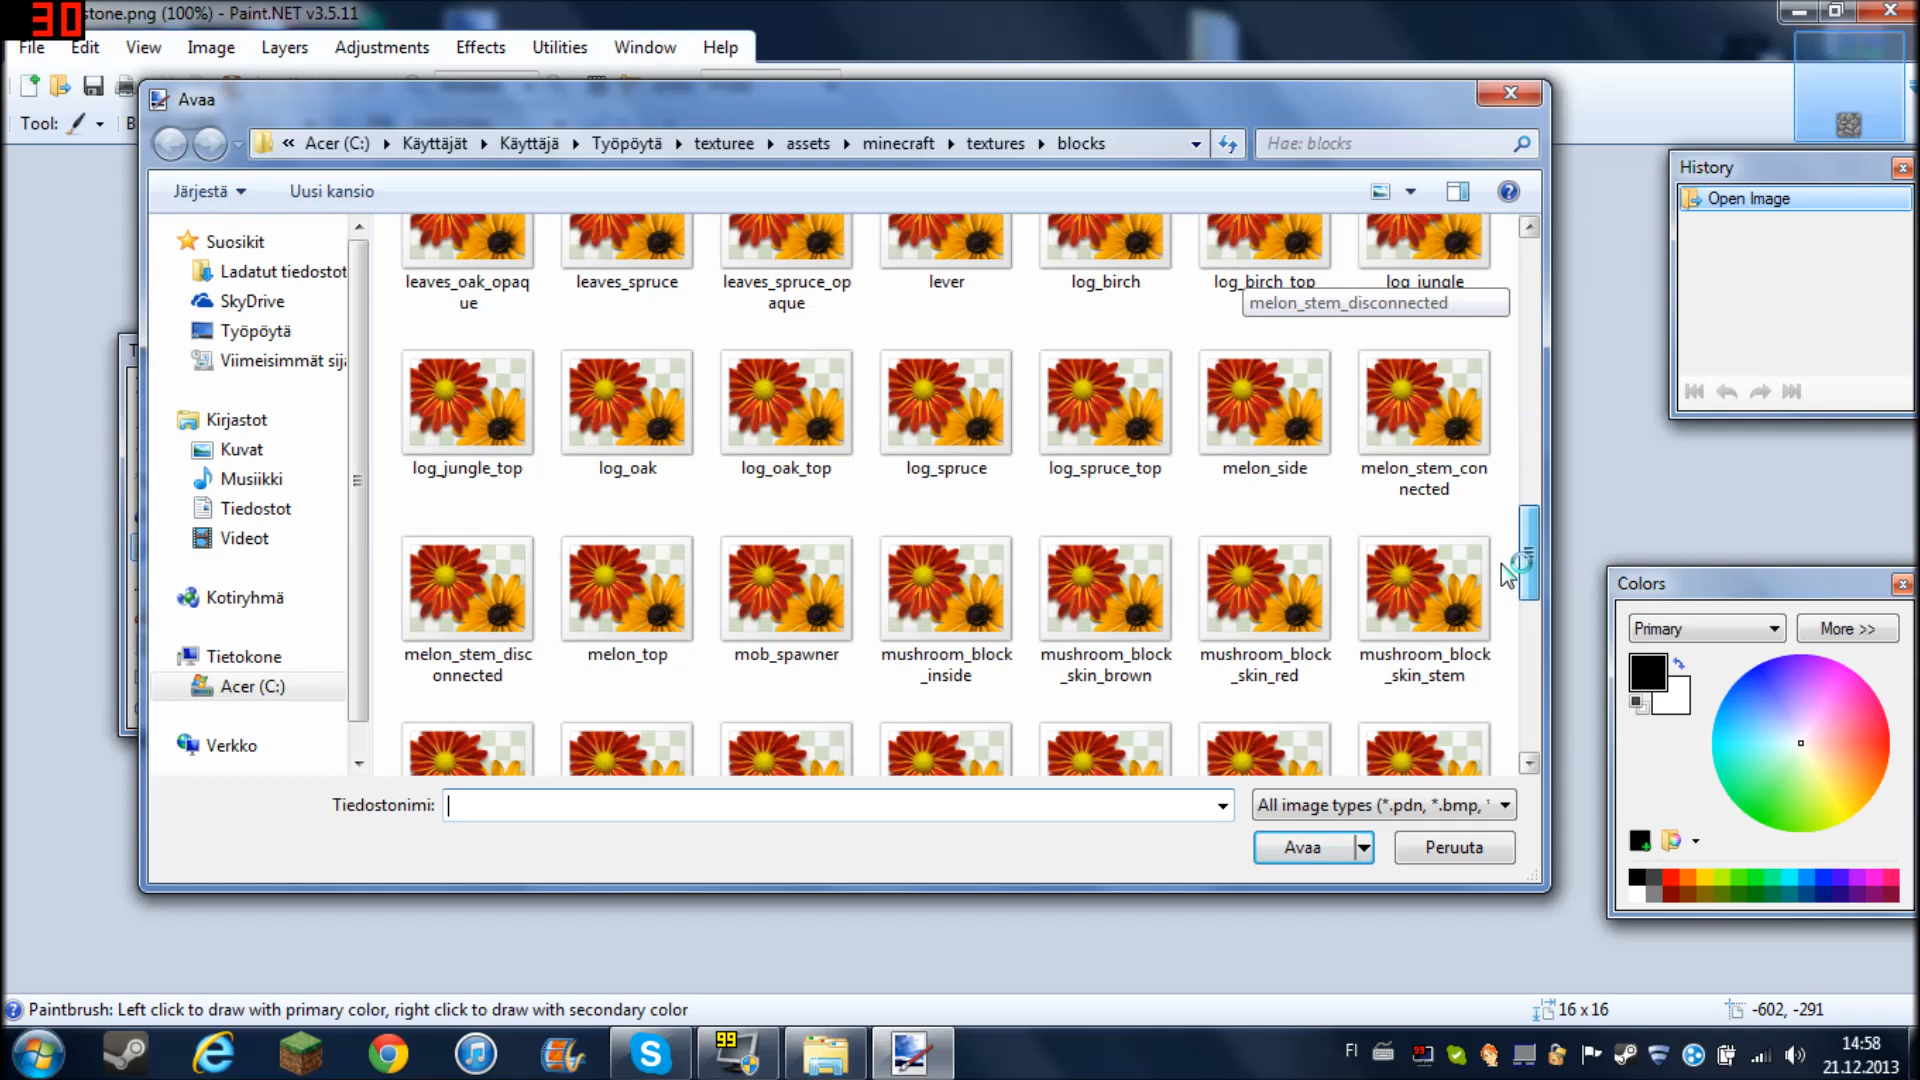 30
stone.png (100%) - Paint.NET v3.5.11
File Edit View Image Layers Adjustments Effects Utilities Window Help
Tool: B
Avaa
« Acer (C:) Käyttäjät Käyttäjä Työpöytä texturee assets minecraft textures blocks
Hae: blocks
Järjestä Uusi kansio
Suosikit
Ladatut tiedostot
SkyDrive
Työpöytä
Viimeisimmät sija
Kirjastot
Kuvat
Musiikki
Tiedostot
Videot
Kotiryhmä
Tietokone
Acer (C:)
Verkko
leaves_oak_opaq
ue
leaves_spruce
leaves_spruce_op
aque
lever
log_birch
log_birch_top
log_jungle
melon_stem_disconnected
log_jungle_top
log_oak
log_oak_top
log_spruce
log_spruce_top
melon_side
melon_stem_con
nected
melon_stem_disc
onnected
melon_top
mob_spawner
mushroom_block
_inside
mushroom_block
_skin_brown
mushroom_block
_skin_red
mushroom_block
_skin_stem
Tiedostonimi:
All image types (*.pdn, *.bmp, *
Avaa Peruuta
History
Open Image
Colors
Primary
More >>
Paintbrush: Left click to draw with primary color, right click to draw with secondary color
16 x 16
-602, -291
99
FI
99
14:58
21.12.2013